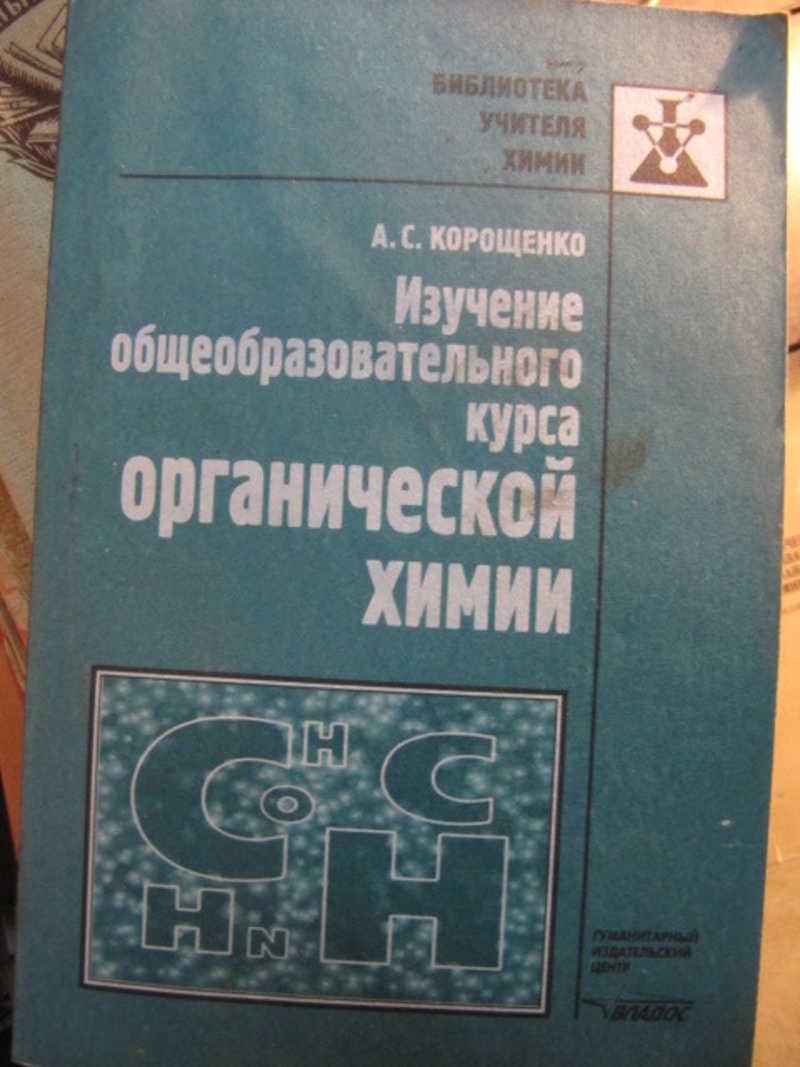 БИБЛИОТЕКА
УЧИТЕЛЯ
ХИМИИ
А. С. КОРОЩЕНКО
Изучение
общеобразовательного
курса
органической
химии
C H C
O
H N H
ГУМАНИТАРНЫЙ
ИЗДАТЕЛЬСКИЙ
ЦЕНТР
ВЛАДОС